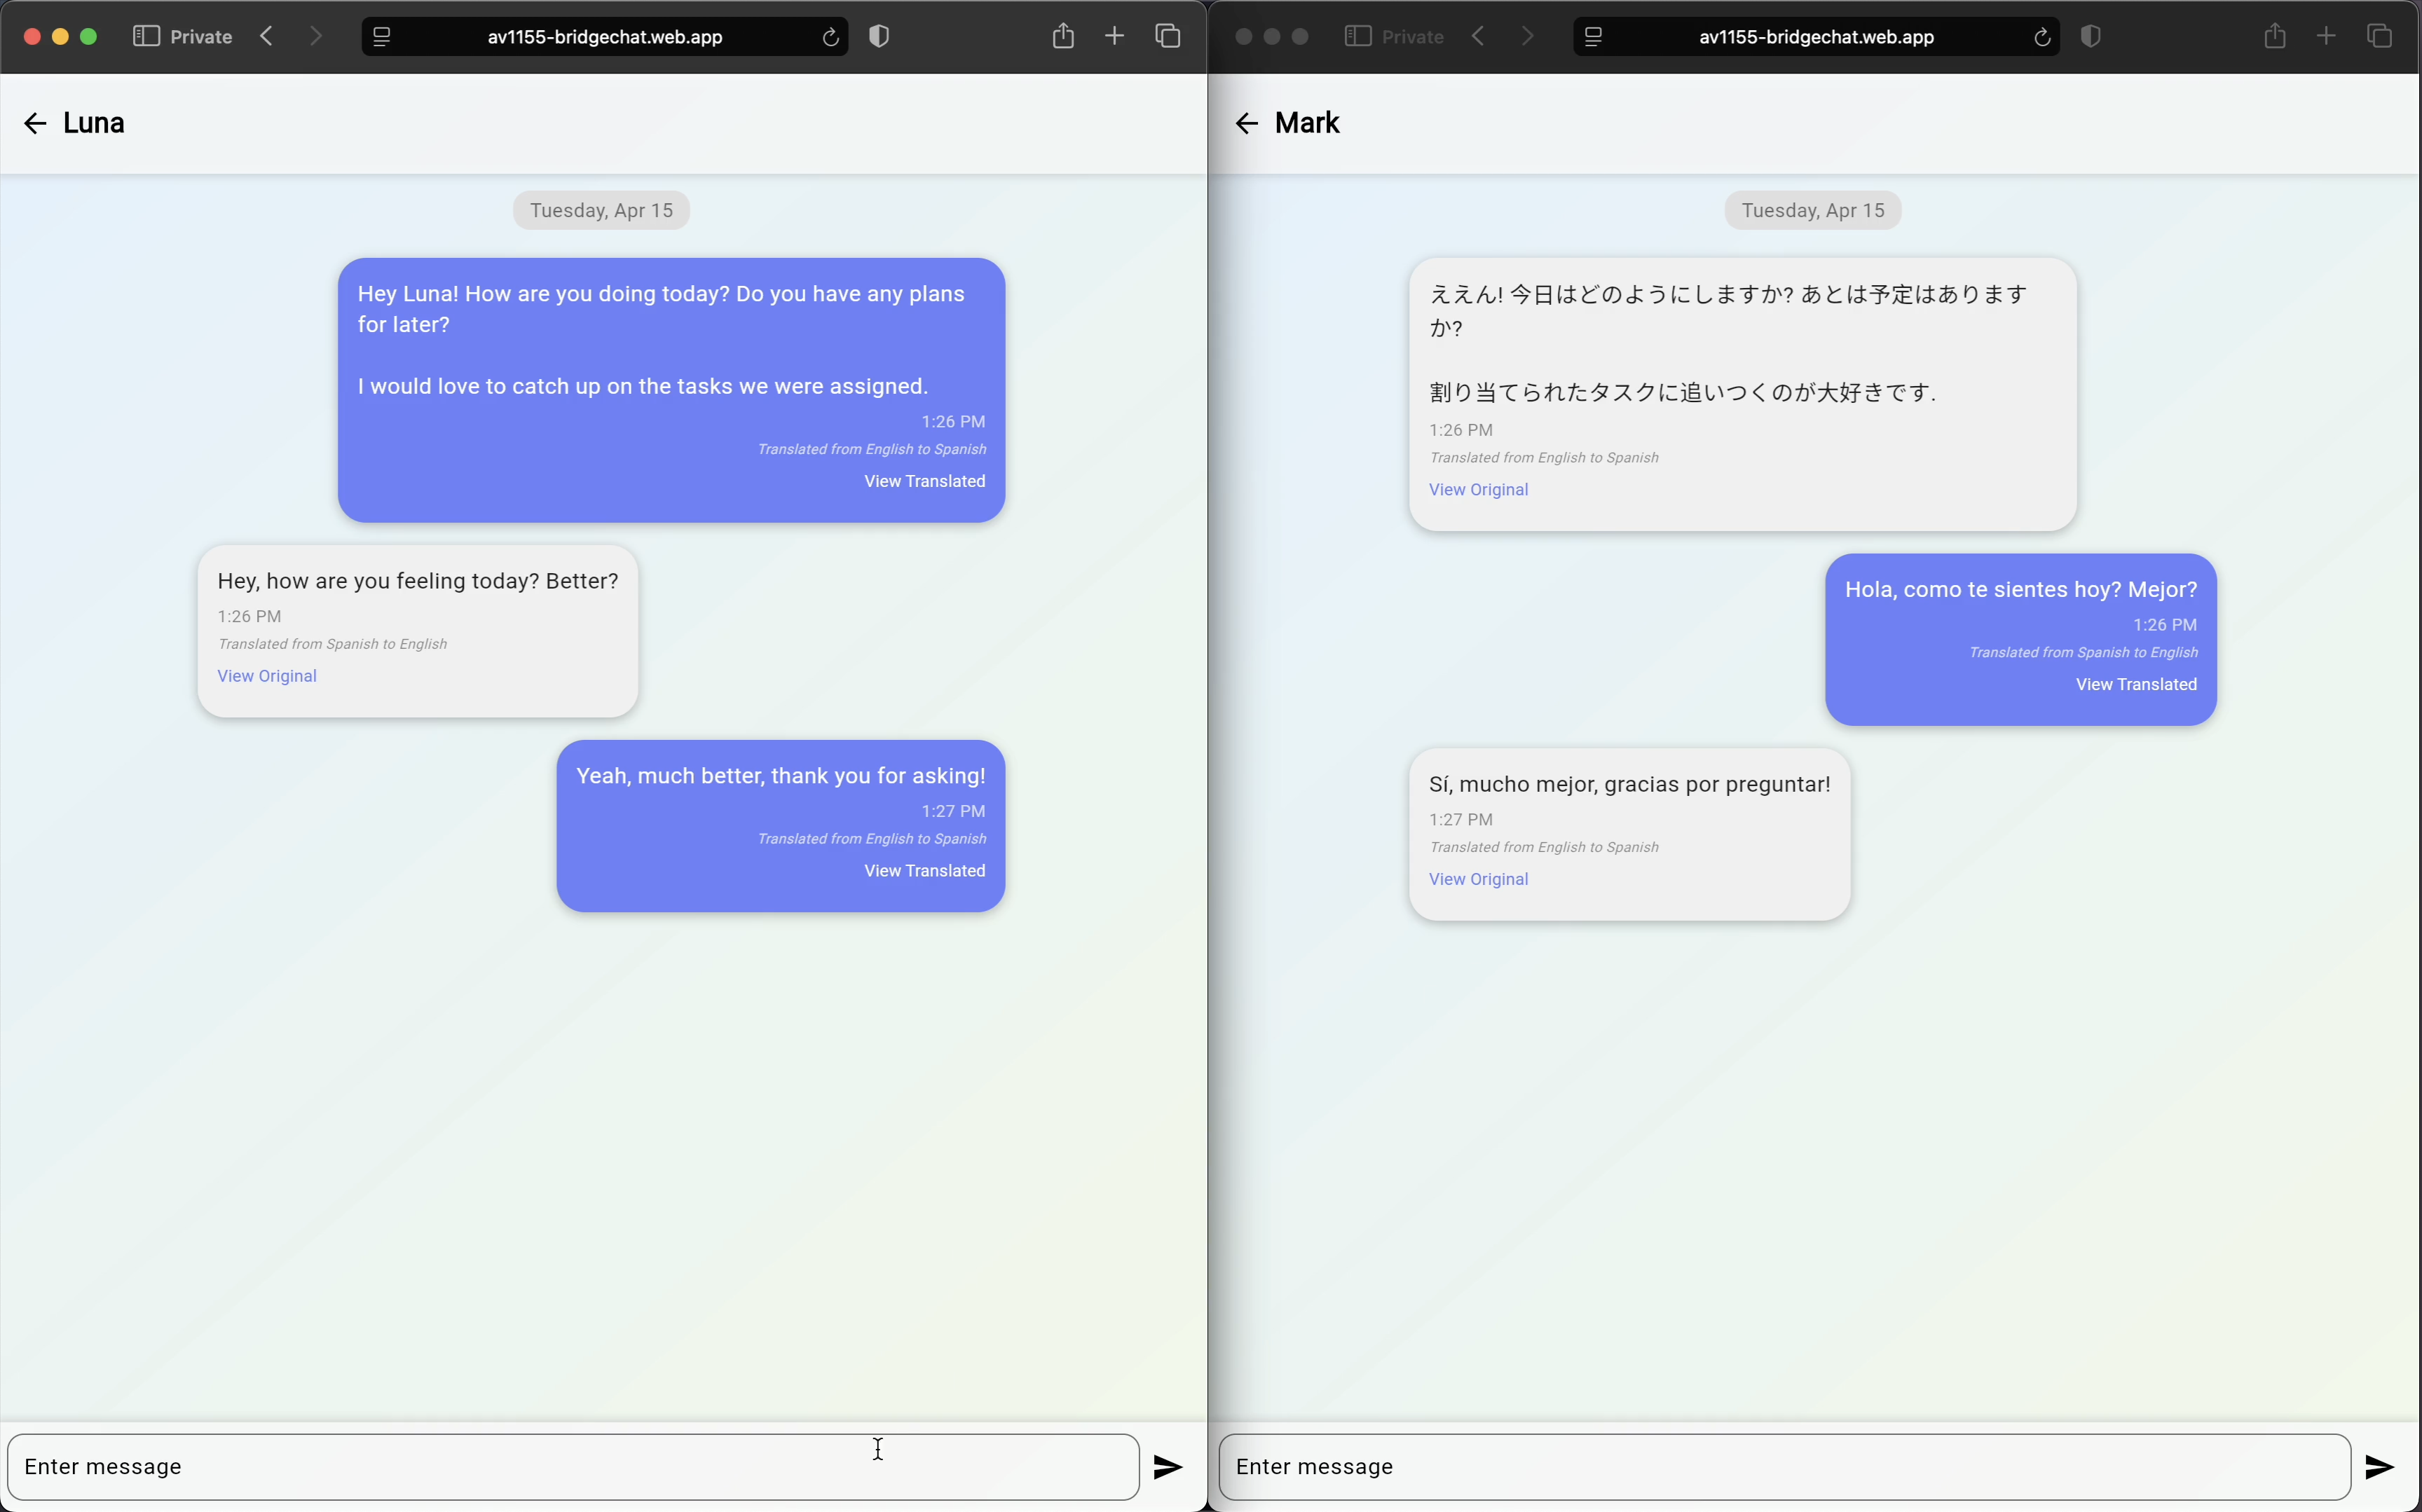 Private
av1155-bridgechat.web.app
Luna
Tuesday, Apr 15
Hey Luna! How are you doing today? Do you have any plans
for later?
I would love to catch up on the tasks we were assigned.
1:26 PM
Translated from English to Spanish
View Translated
Hey, how are you feeling today? Better?
1:26 PM
Translated from Spanish to English
View Original
Yeah, much better, thank you for asking!
1:27 PM
Translated from English to Spanish
View Translated
Enter message
Private
av1155-bridgechat.web.app
Mark
Tuesday, Apr 15
ええん! 今日はどのようにしますか? あとは予定はあります
か?
割り当てられたタスクに追いつくのが大好きです.
1:26 PM
Translated from English to Spanish
View Original
Hola, como te sientes hoy? Mejor?
1:26 PM
Translated from Spanish to English
View Translated
Sí, mucho mejor, gracias por preguntar!
1:27 PM
Translated from English to Spanish
View Original
Enter message